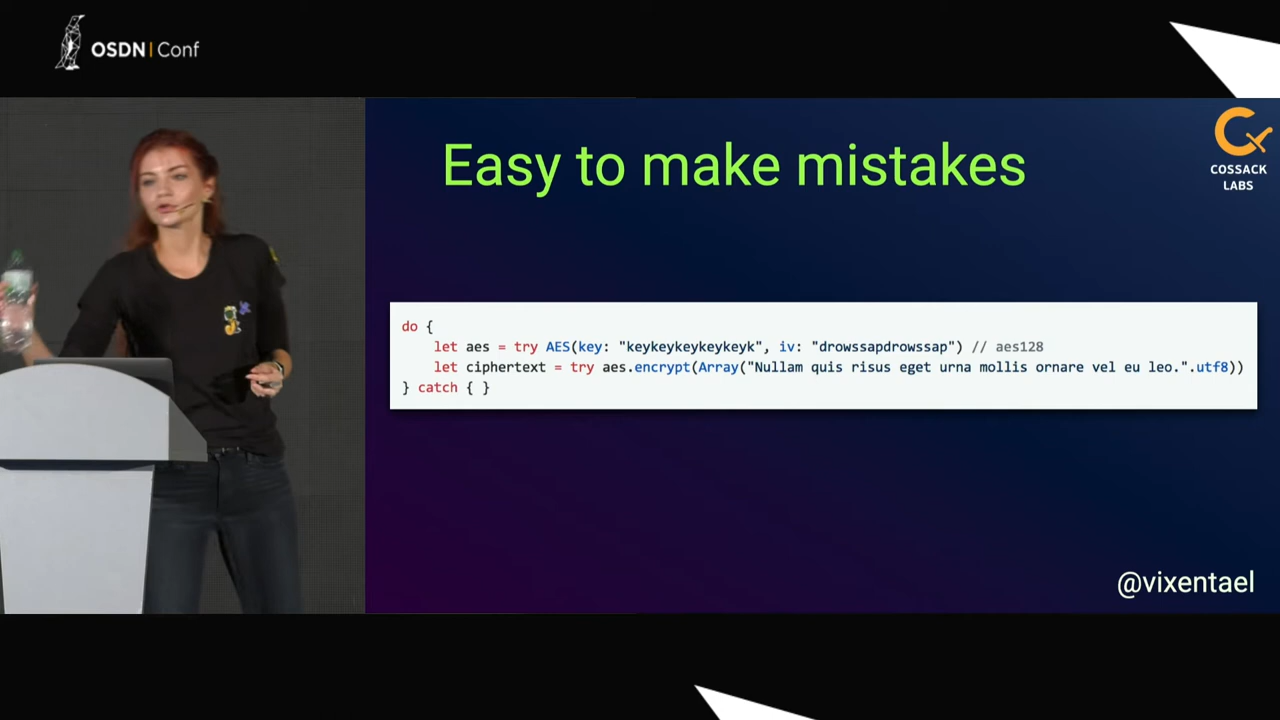 OSDN | Conf
Easy to make mistakes
COSSACK
LABS
do {
    let aes = try AES(key: "keykeykeykeykeyk", iv: "drowssapdrowssap") // aes128
    let ciphertext = try aes.encrypt(Array("Nullam quis risus eget urna mollis ornare vel eu leo.".utf8))
} catch { }
@vixentael